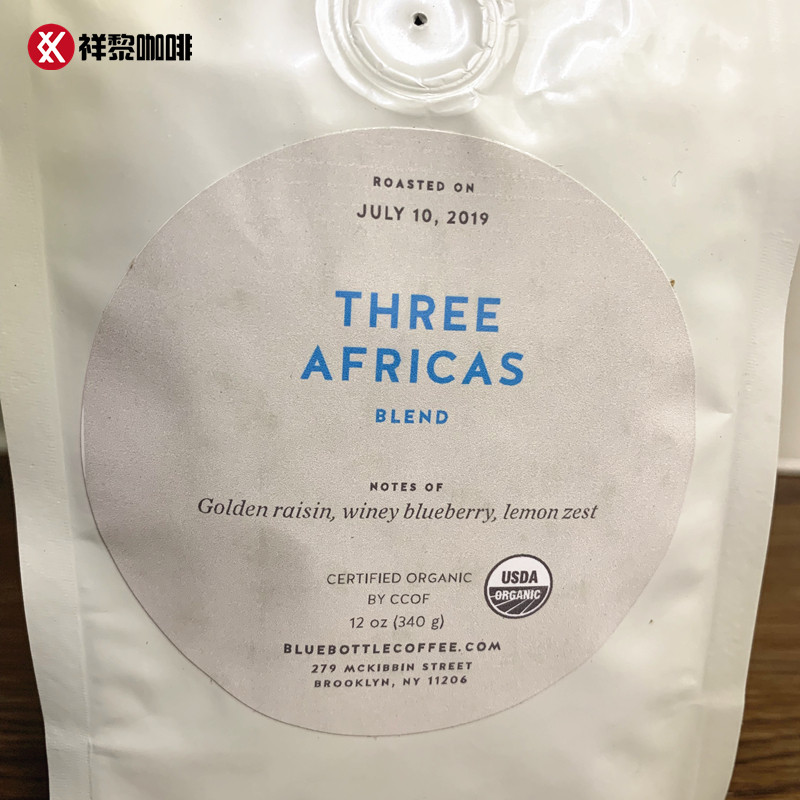 祥黎咖啡
ROASTED ON
JULY 10, 2019
THREE
AFRICAS
BLEND
NOTES OF
Golden raisin, winey blueberry, lemon zest
CERTIFIED ORGANIC
BY CCOF
USDA
ORGANIC
12 oz (340 g)
BLUEBOTTLECOFFEE.COM
279 MCKIBBIN STREET
BROOKLYN, NY 11206